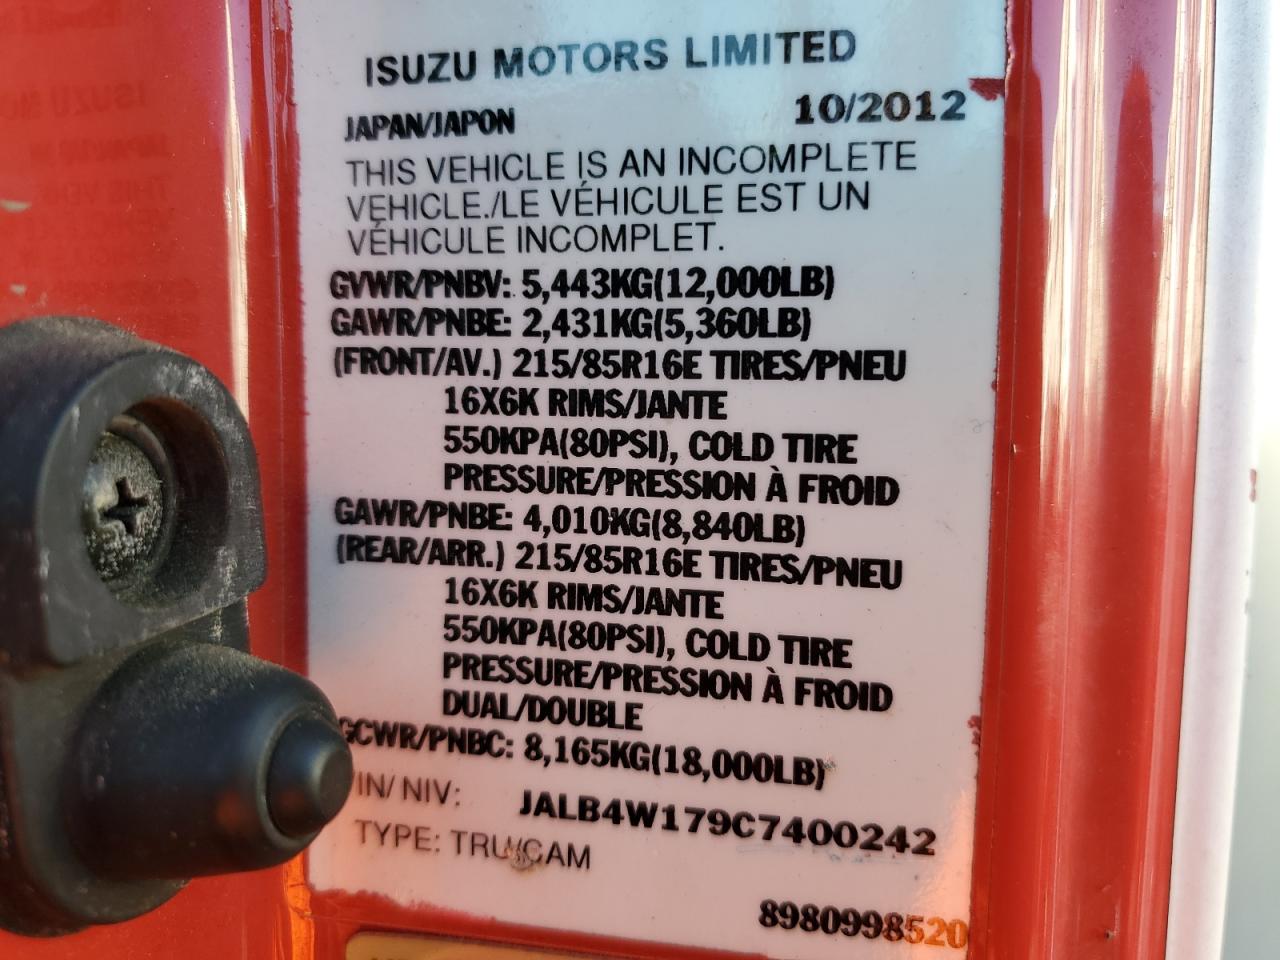 ISUZU MOTORS LIMITED
JAPAN/JAPON 10/2012
THIS VEHICLE IS AN INCOMPLETE
VEHICLE./LE VÉHICULE EST UN
VÉHICULE INCOMPLET.
GVWR/PNBV: 5,443KG(12,000LB)
GAWR/PNBE: 2,431KG(5,360LB)
(FRONT/AV.) 215/85R16E TIRES/PNEU
16X6K RIMS/JANTE
550KPA(80PSI), COLD TIRE
PRESSURE/PRESSION À FROID
GAWR/PNBE: 4,010KG(8,840LB)
(REAR/ARR.) 215/85R16E TIRES/PNEU
16X6K RIMS/JANTE
550KPA(80PSI), COLD TIRE
PRESSURE/PRESSION À FROID
DUAL/DOUBLE
GCWR/PNBC: 8,165KG(18,000LB)
VIN/ NIV: JALB4W179C7400242
TYPE: TRU/CAM
8980998520